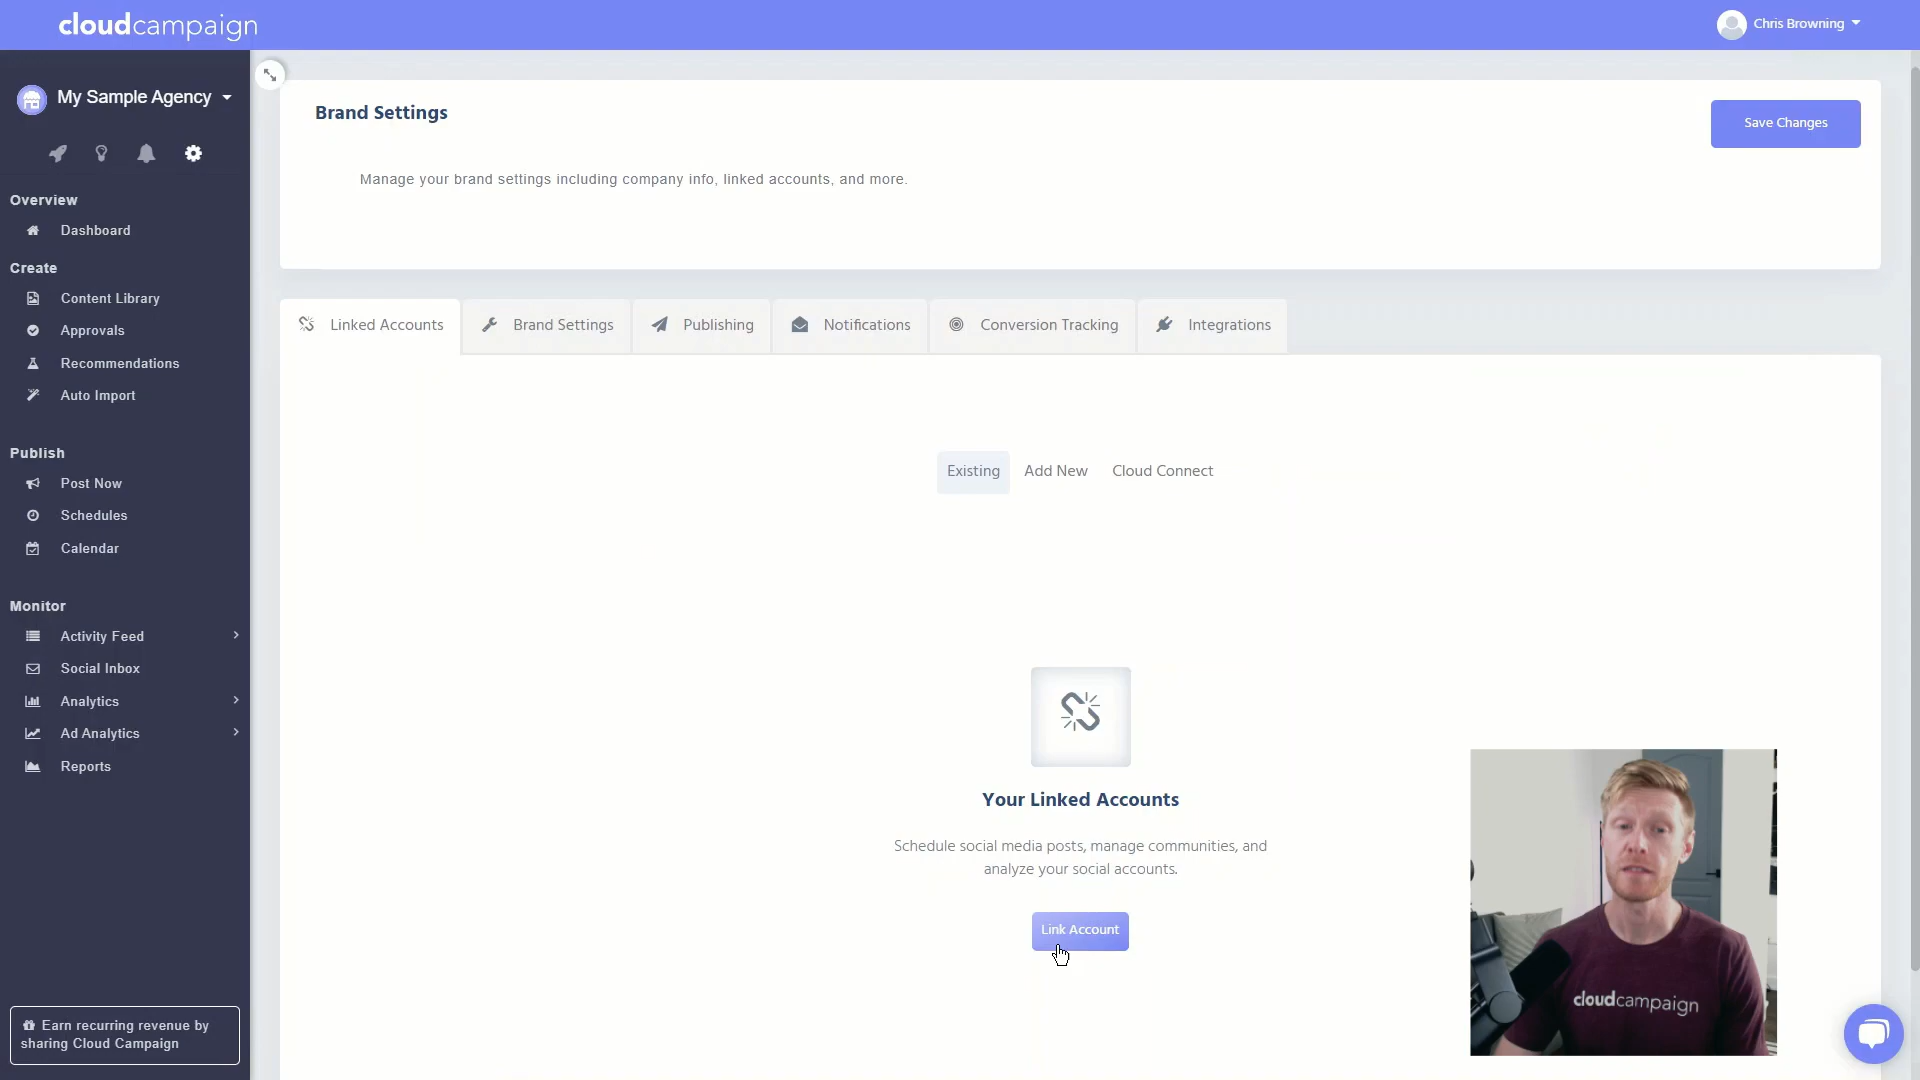 cloudcampaign
Chris Browning
My Sample Agency
Brand Settings
Save Changes
Manage your brand settings including company info, linked accounts, and more.
Overview
Dashboard
Create
Content Library
Approvals
Recommendations
Auto Import
Publish
Post Now
Schedules
Calendar
Monitor
Activity Feed
Social Inbox
Analytics
Ad Analytics
Reports
Earn recurring revenue by
sharing Cloud Campaign
Linked Accounts
Brand Settings
Publishing
Notifications
Conversion Tracking
Integrations
Existing
Add New
Cloud Connect
Your Linked Accounts
Schedule social media posts, manage communities, and
analyze your social accounts.
Link Account
cloudcampaign